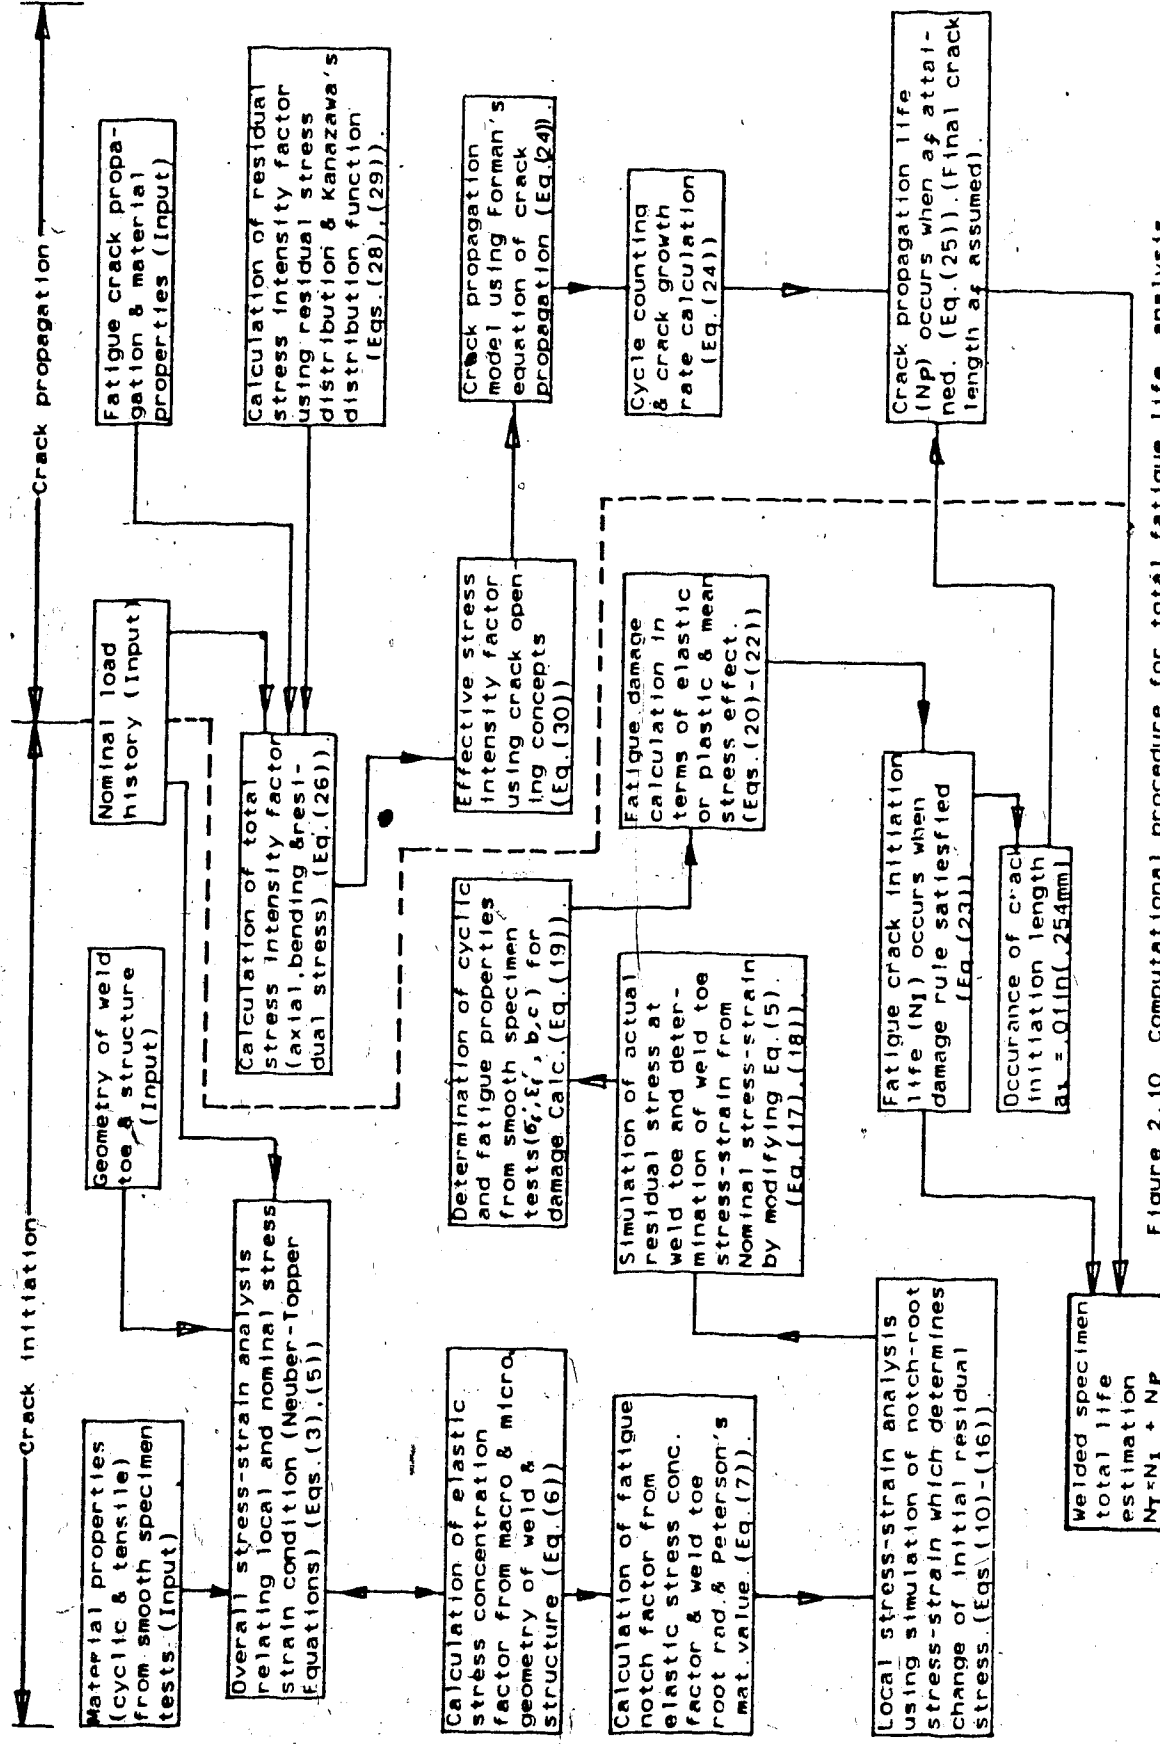 Crack initiation
Crack propagation
Material properties
(cyclic & tensile)
from smooth specimen
tests.(Input)
Geometry of weld
toe & structure
(Input)
Nominal load
history (Input)
Fatigue crack propa-
gation & material
properties (Input)
Overall stress-strain analysis
relating local and nominal stress
strain condition (Neuber-Topper
Equations) (Eqs.(3),(5))
Calculation of total
stress intensity factor
(axial,bending &resi-
dual stress) (Eq.(26)).
Calculation of residual
stress intensity factor
using residual stress
distribution & Kanazawa's
distribution function
(Eqs.(28),(29)).
Calculation of elastic
stress concentration
factor from macro & micro
geometry of weld &
structure (Eq.(6))
Determination of cyclic
and fatigue properties
from smooth specimen
tests(σf',Ef', b,c) for
damage Calc.(Eq.(19)).
Effective stress
intensity factor
using crack open-
ing concepts
(Eq.(30))
Crack propagation
model using Forman's
equation of crack
propagation (Eq.(24)).
Calculation of fatigue
notch factor from
elastic stress conc.
factor & weld toe
root rad.& Peterson's
mat.value.(Eq.(7)).
Simulation of actual
residual stress at
weld toe and deter-
mination of weld toe
stress-strain from
Nominal stress-strain
by modifying Eq.(5).
(Eq.(17),(18)).
Fatigue damage
calculation in
terms of elastic
or plastic & mean
stress effect.
(Eqs.(20)-(22))
Cycle counting
& crack growth
rate calculation
(Eq.(24))
Local stress-strain analysis
using simulation of notch-root
stress-strain which determines
change of initial residual
stress.(Eqs.(10)-(16)).
Fatigue crack initiation
life (NI) occurs when
damage rule satiesfied
(Eq.(23))
Occurance of crack
initiation length
ai = .01in(.254mm)
Crack propagation life
(Np) occurs when af attai-
ned. (Eq.(25)).(Final crack
length af assumed).
Welded specimen
total life
estimation
NT=NI + NP
Figure 2.10 Computational procedure for total fatigue life analysis